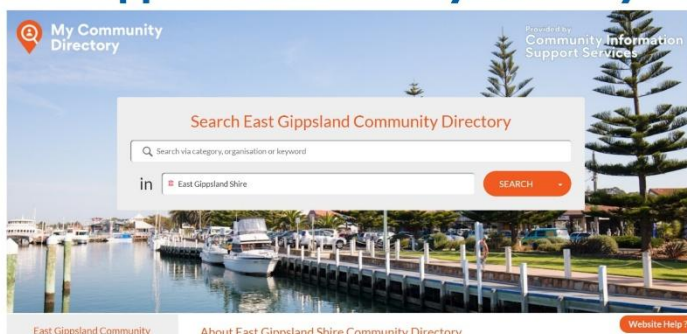 My Community
Directory
Provided by
Community Information
Support Services
Search East Gippsland Community Directory
Search via category, organisation or keyword
in
East Gippsland Shire
SEARCH
East Gippsland Community
About East Gippsland Shire Community Directory
Website Help